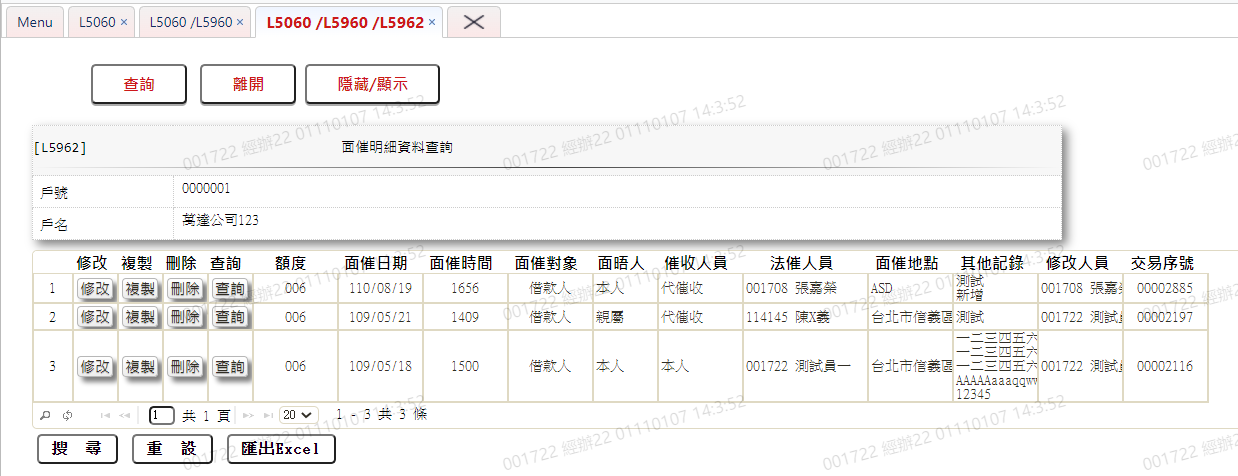 Menu L5060 × L5060 /L5960 × L5060 /L5960 /L5962 ×
查詢 離開 隱藏/顯示
[L5962] 面催明細資料查詢
戶號 0000001
戶名 萬達公司123
修改 複製 刪除 查詢 額度 面催日期 面催時間 面催對象 面晤人 催收人員 法催人員 面催地點 其他記錄 修改人員 交易序號
1 修改 複製 刪除 查詢 006 110/08/19 1656 借款人 本人 代催收 001708 張嘉榮 ASD 測試 001708 張嘉榮 00002885
新增
2 修改 複製 刪除 查詢 006 109/05/21 1409 借款人 親屬 代催收 114145 陳X義 台北市信義區 測試 001722 測試員 00002197
3 修改 複製 刪除 查詢 006 109/05/18 1500 借款人 本人 本人 001722 測試員一 台北市信義區 一二三四五六 001722 測試員 00002116
一二三四五六
一二三四五六
AAAAAaaaqqww
12345
1 共 1 頁 20 1 - 3 共 3 條
搜 尋 重 設 匯出Excel
001722 經辦22 01110107 14:3:52